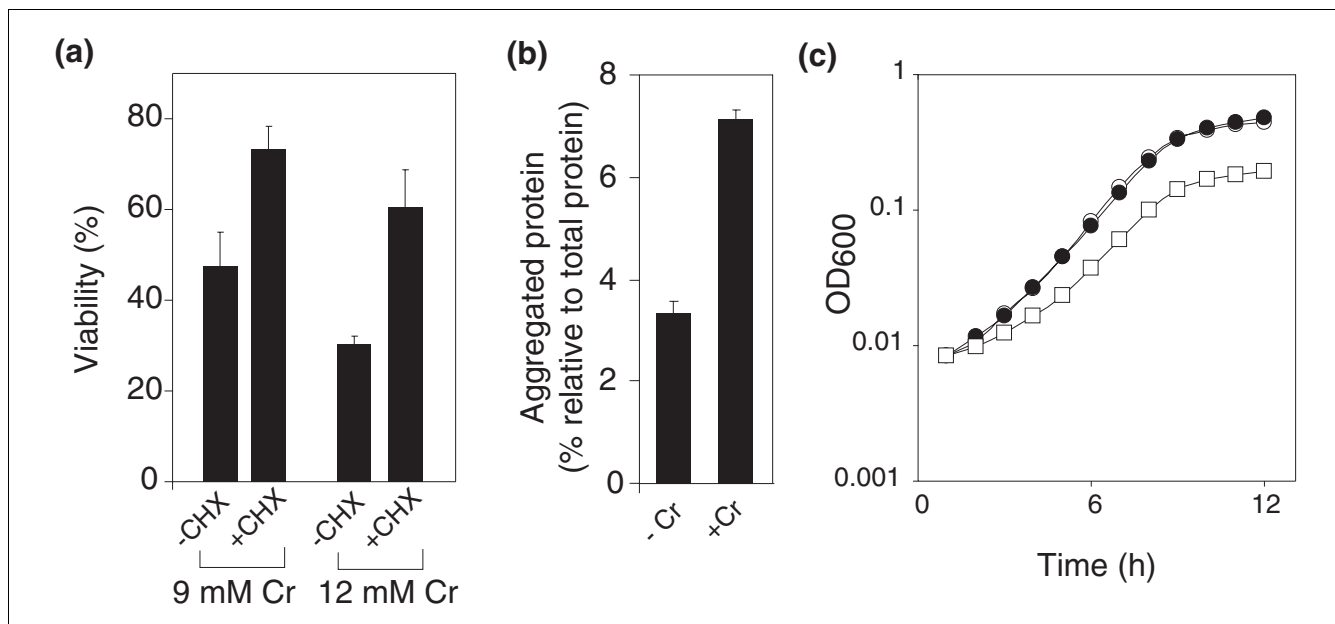 (a)
Viability (%)
80
60
40
20
0
-CHX
+CHX
-CHX
+CHX
9 mM Cr
12 mM Cr
(b)
Aggregated protein
(% relative to total protein)
8
6
4
2
0
- Cr
+Cr
(c)
OD600
1
0.1
0.01
0.001
0
6
12
Time (h)